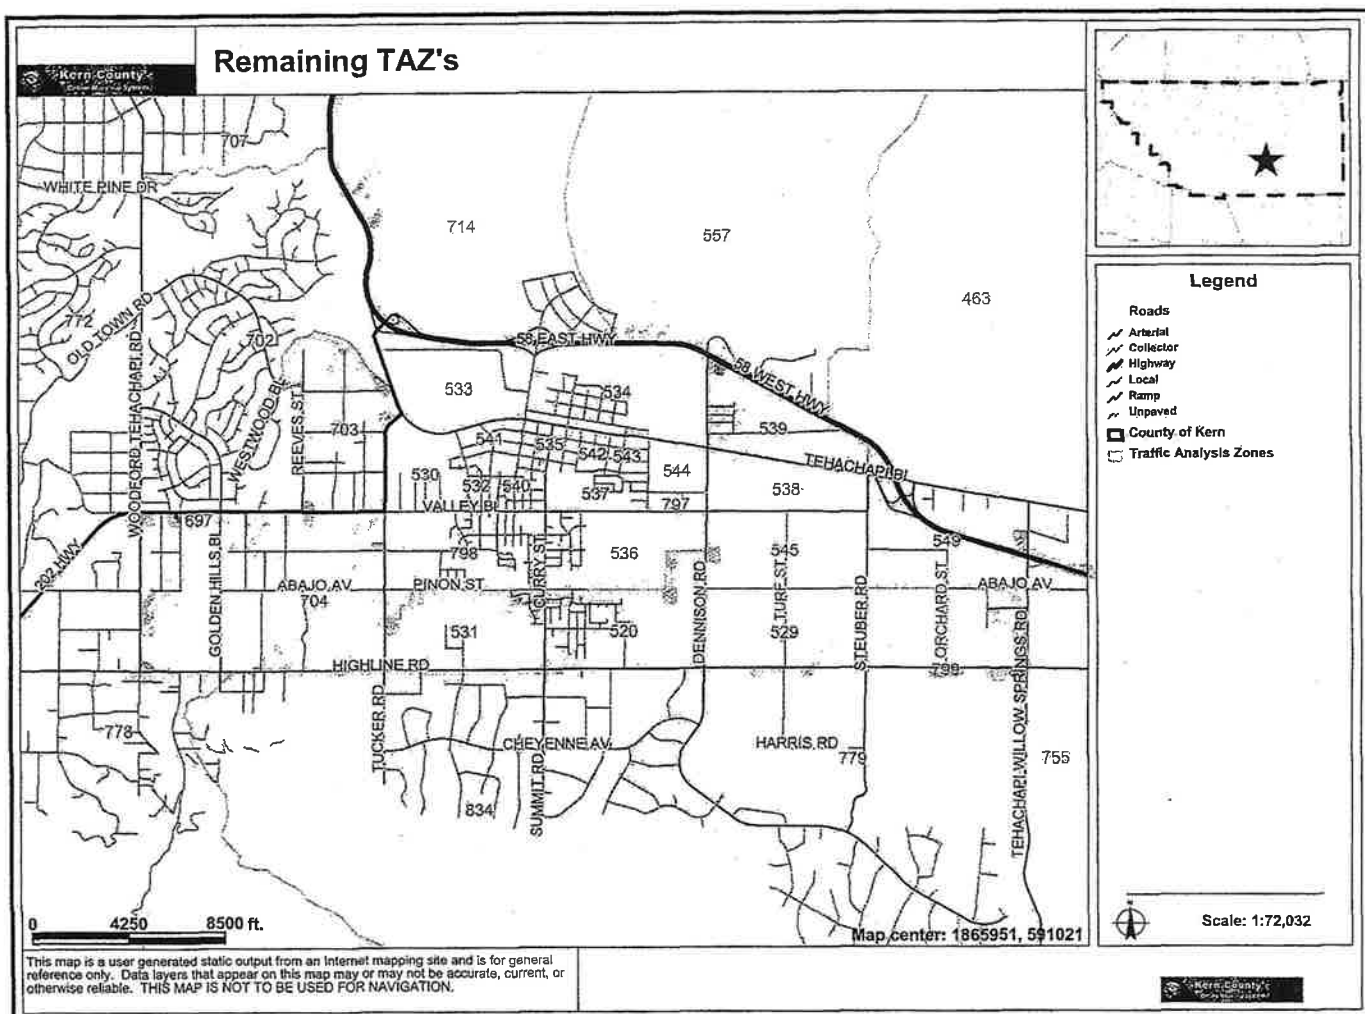 Kern County's
Remaining TAZ's
707
WHITE PINE DR
714
557
463
772
OLD TOWN RD
702
WOODFORD TEHACHAPI RD
58 EAST HWY
58 WEST HWY
533
534
WESTWOOD BL
REEVES ST
703
541
535
542
543
539
TEHACHAPI BL
530
532
540
537
544
538
797
VALLEY BL
697
202 HWY
798
536
545
549
GOLDEN HILLS BL
ABAJO AV
704
PINON ST
CURRY ST
DENNISON RD
TURF ST
STEUBER RD
ORCHARD ST
ABAJO AV
531
520
529
HIGHLINE RD
799
TUCKER RD
778
CHEYENNE AV
SUMMIT RD
834
HARRIS RD
779
TEHACHAPI WILLOW SPRINGS RD
755
0 4250 8500 ft.
Map center: 1865951, 591021
Legend
Roads
Arterial
Collector
Highway
Local
Ramp
Unpaved
County of Kern
Traffic Analysis Zones
Scale: 1:72,032
This map is a user generated static output from an Internet mapping site and is for general
reference only. Data layers that appear on this map may or may not be accurate, current, or
otherwise reliable. THIS MAP IS NOT TO BE USED FOR NAVIGATION.
Kern County's